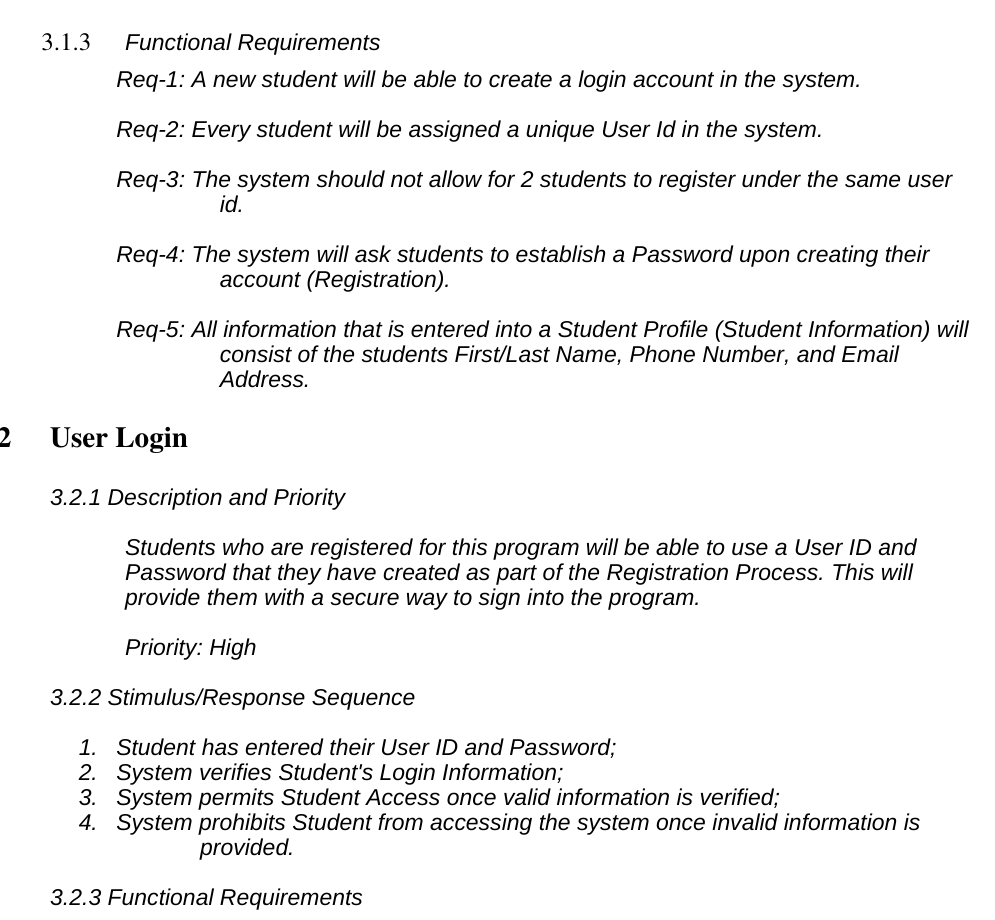 3.1.3 Functional Requirements
Req-1: A new student will be able to create a login account in the system.
Req-2: Every student will be assigned a unique User Id in the system.
Req-3: The system should not allow for 2 students to register under the same user
id.
Req-4: The system will ask students to establish a Password upon creating their
account (Registration).
Req-5: All information that is entered into a Student Profile (Student Information) will
consist of the students First/Last Name, Phone Number, and Email
Address.
2 User Login
3.2.1 Description and Priority
Students who are registered for this program will be able to use a User ID and
Password that they have created as part of the Registration Process. This will
provide them with a secure way to sign into the program.
Priority: High
3.2.2 Stimulus/Response Sequence
1. Student has entered their User ID and Password;
2. System verifies Student's Login Information;
3. System permits Student Access once valid information is verified;
4. System prohibits Student from accessing the system once invalid information is
provided.
3.2.3 Functional Requirements